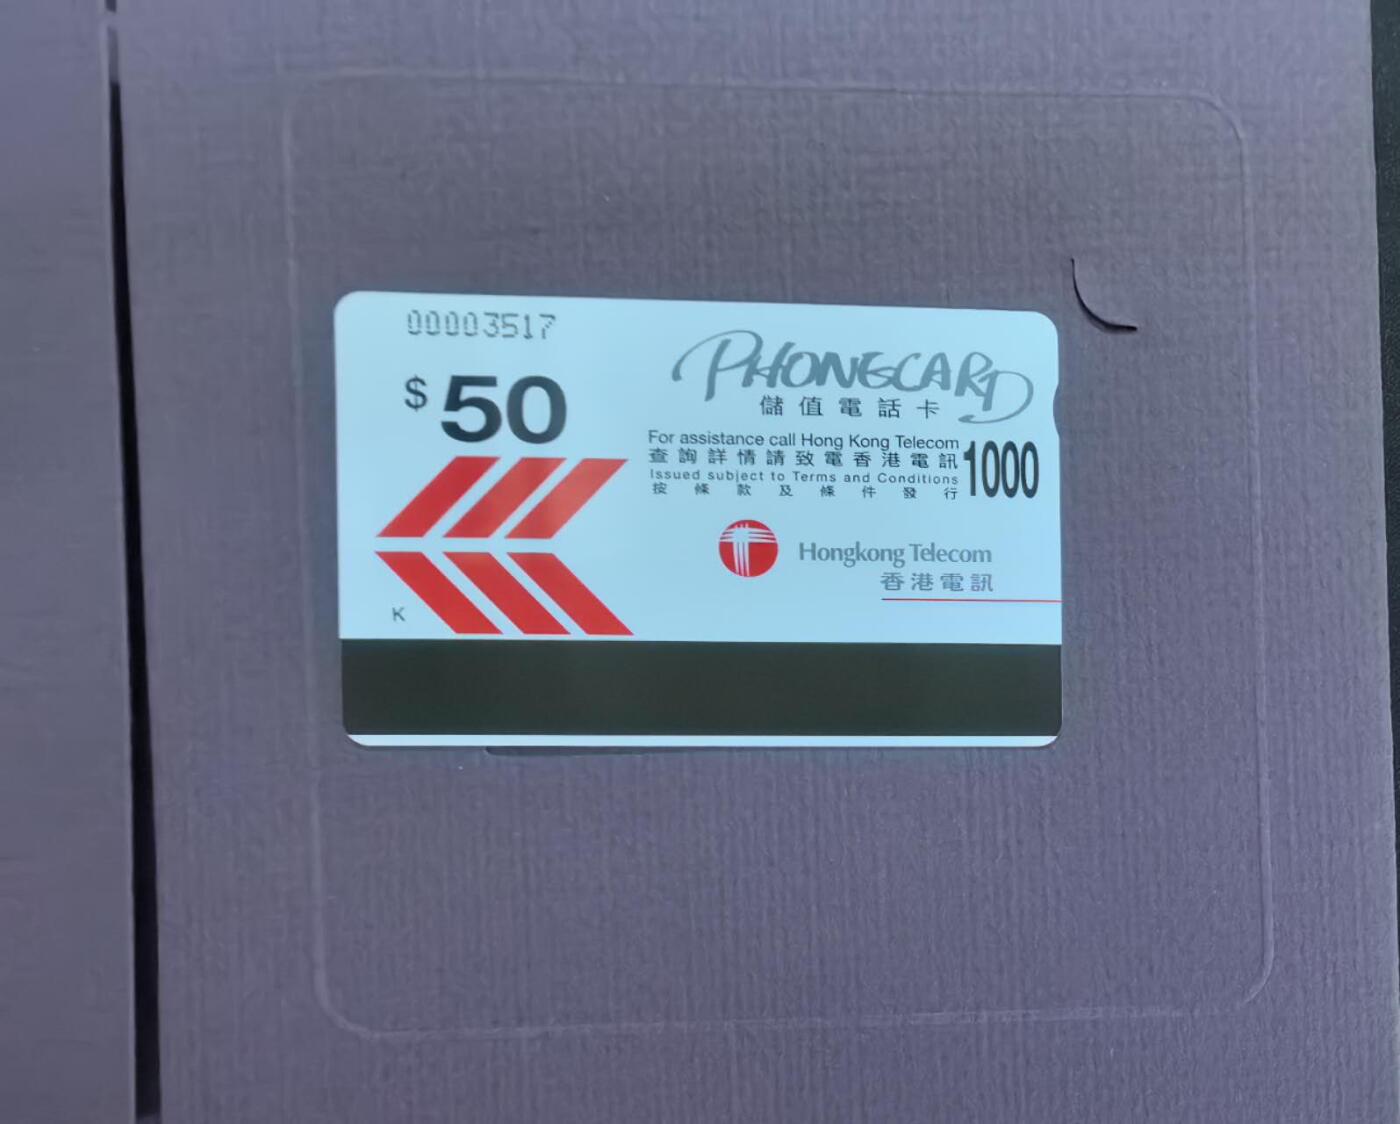 00003517
$50
PHONECARD
儲值電話卡
For assistance call Hong Kong Telecom
查詢詳情請致電香港電訊 1000
Issued subject to Terms and Conditions
按條款及條件發行
Hongkong Telecom
香港電訊
K